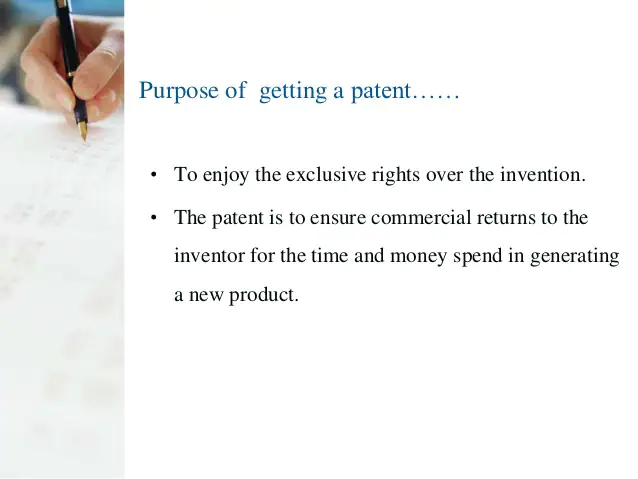 Purpose of  getting a patent……
• To enjoy the exclusive rights over the invention.
• The patent is to ensure commercial returns to the
inventor for the time and money spend in generating
a new product.